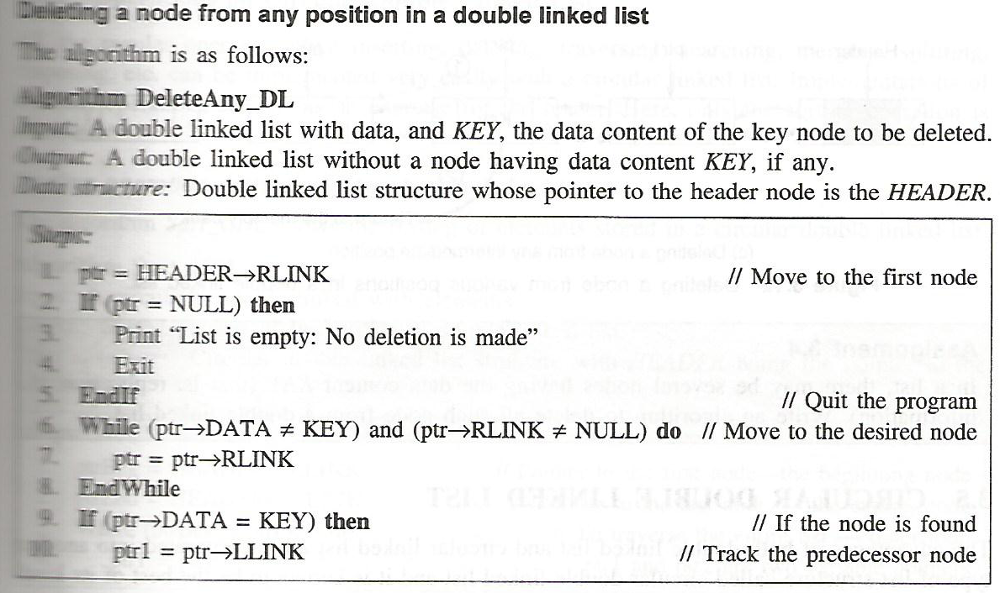 Deleting a node from any position in a double linked list
The algorithm is as follows:
Algorithm DeleteAny_DL
Input: A double linked list with data, and KEY, the data content of the key node to be deleted.
Output: A double linked list without a node having data content KEY, if any.
Data structure: Double linked list structure whose pointer to the header node is the HEADER.
Steps:
1. ptr = HEADER→RLINK // Move to the first node
2. If (ptr = NULL) then
3. Print “List is empty: No deletion is made”
4. Exit
5. EndIf // Quit the program
6. While (ptr→DATA ≠ KEY) and (ptr→RLINK ≠ NULL) do // Move to the desired node
7. ptr = ptr→RLINK
8. EndWhile
9. If (ptr→DATA = KEY) then // If the node is found
10. ptr1 = ptr→LLINK // Track the predecessor node